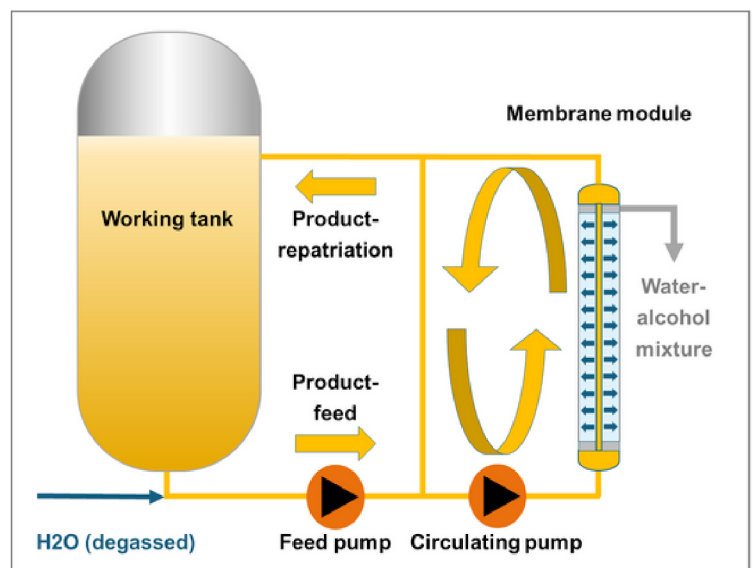 Membrane module
Working tank
Product-
repatriation
Water-
alcohol
mixture
Product-
feed
H2O (degassed)
Feed pump
Circulating pump